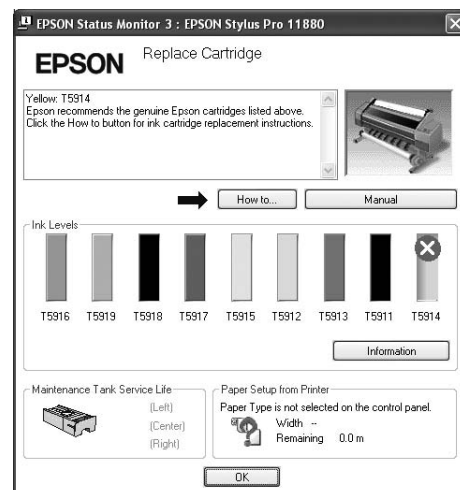 EPSON Status Monitor 3 : EPSON Stylus Pro 11880
EPSON
Replace Cartridge
Yellow: T5914
Epson recommends the genuine Epson cartridges listed above.
Click the How to button for ink cartridge replacement instructions.
How to...
Manual
Ink Levels
T5916 T5919 T5918 T5917 T5915 T5912 T5913 T5911 T5914
Information
Maintenance Tank Service Life
(Left)
(Center)
(Right)
Paper Setup from Printer
Paper Type is not selected on the control panel.
Width --
Remaining 0.0 m
OK